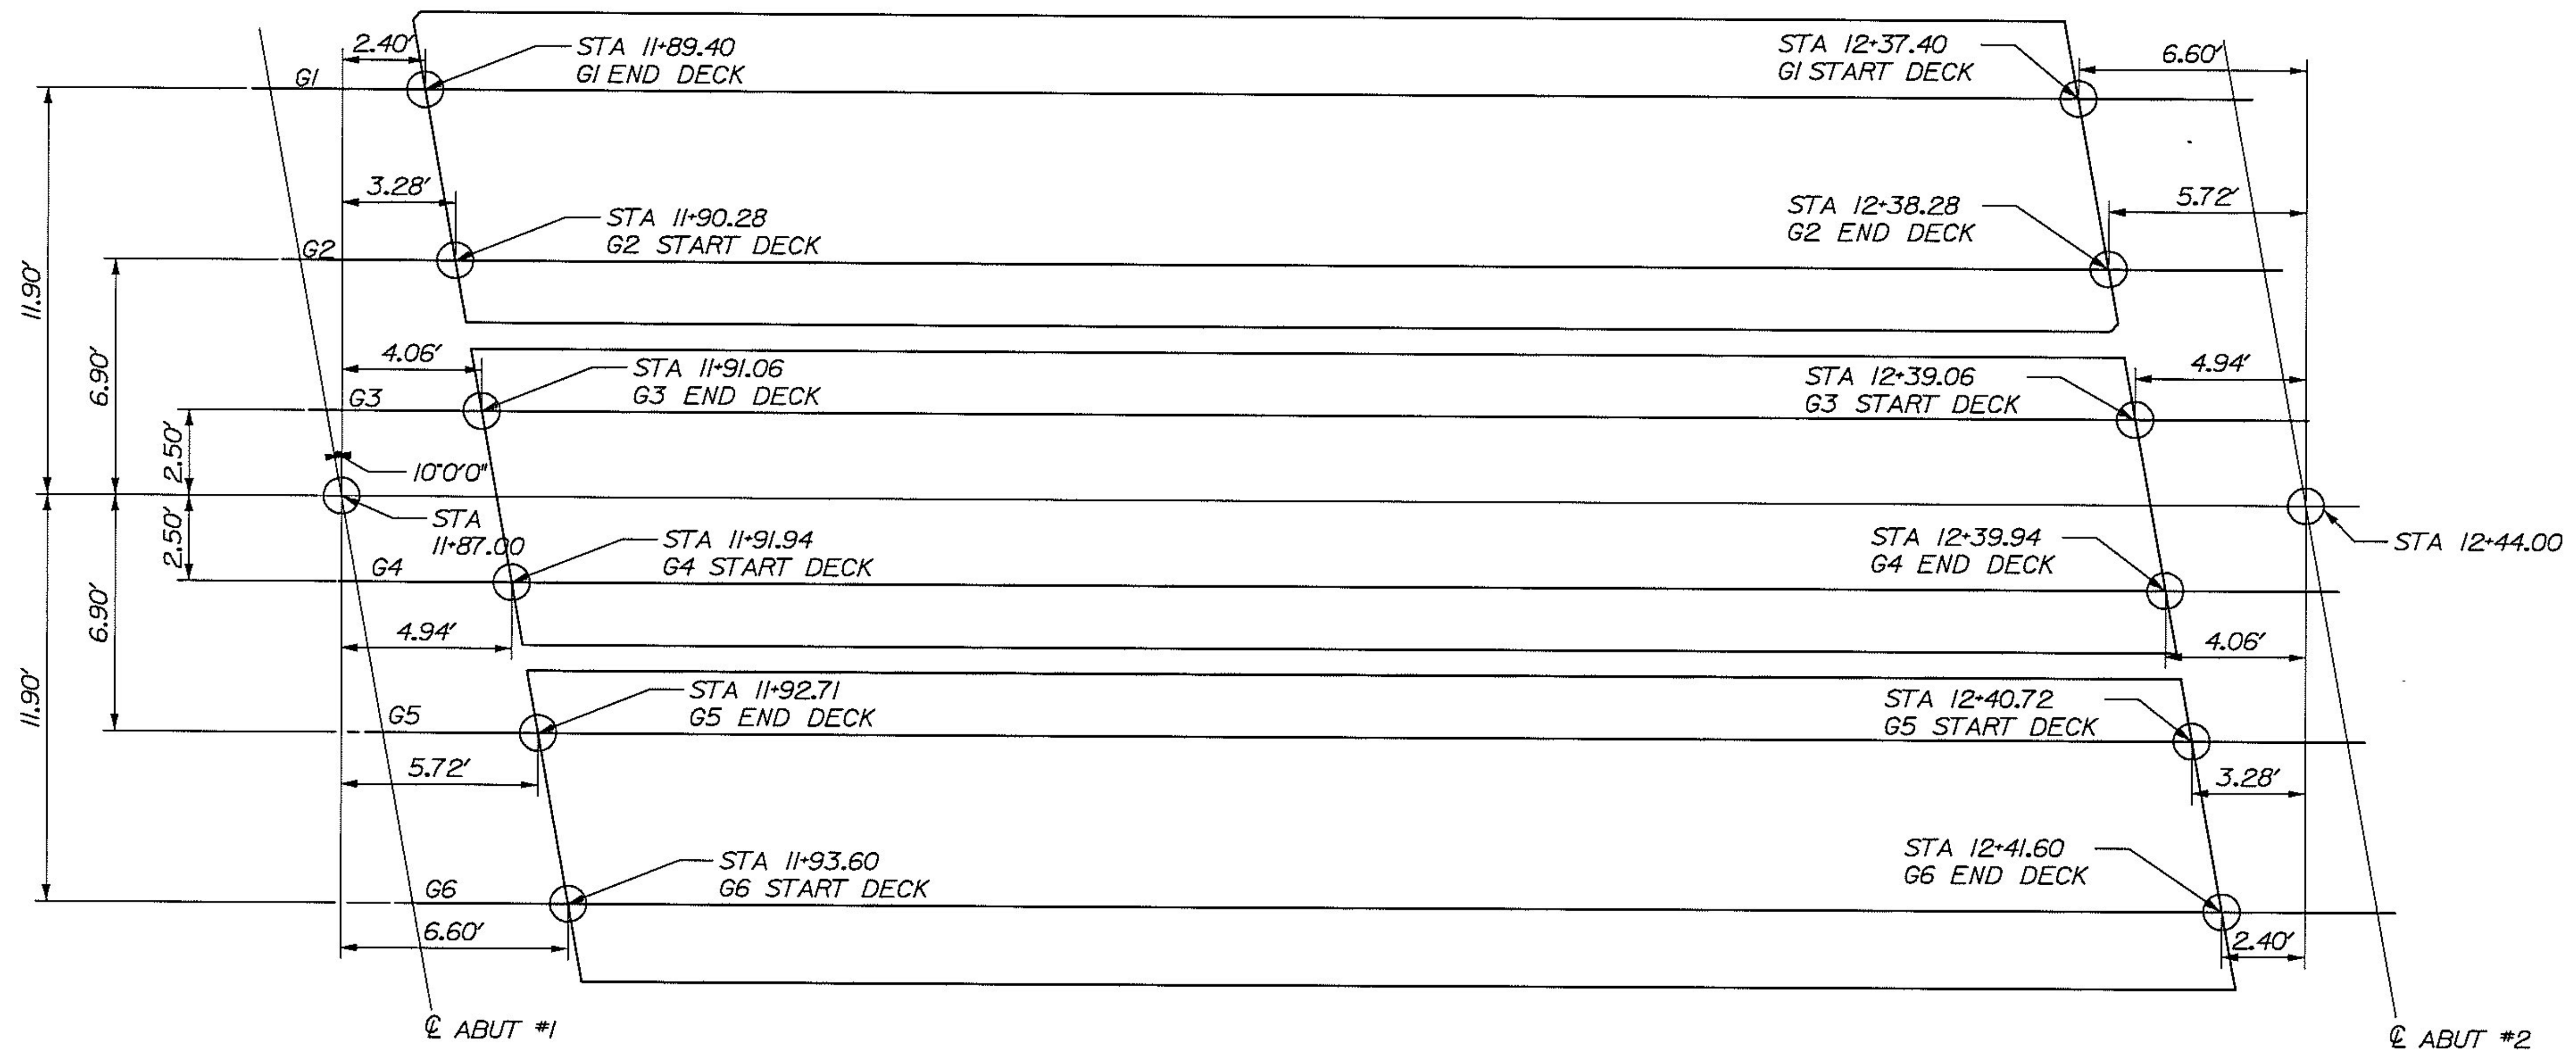 2.40'
STA 11+89.40
G1 END DECK
STA 12+37.40
G1 START DECK
6.60'
G1
3.28'
STA 11+90.28
G2 START DECK
STA 12+38.28
G2 END DECK
5.72'
G2
11.90'
6.90'
4.06'
STA 11+91.06
G3 END DECK
STA 12+39.06
G3 START DECK
4.94'
G3
2.50'
10°0'0"
STA
11+87.00
STA 12+44.00
2.50'
STA 11+91.94
G4 START DECK
STA 12+39.94
G4 END DECK
G4
4.94'
4.06'
6.90'
11.90'
STA 11+92.71
G5 END DECK
STA 12+40.72
G5 START DECK
G5
5.72'
3.28'
STA 11+93.60
G6 START DECK
STA 12+41.60
G6 END DECK
G6
6.60'
2.40'
℄ ABUT #1
℄ ABUT #2